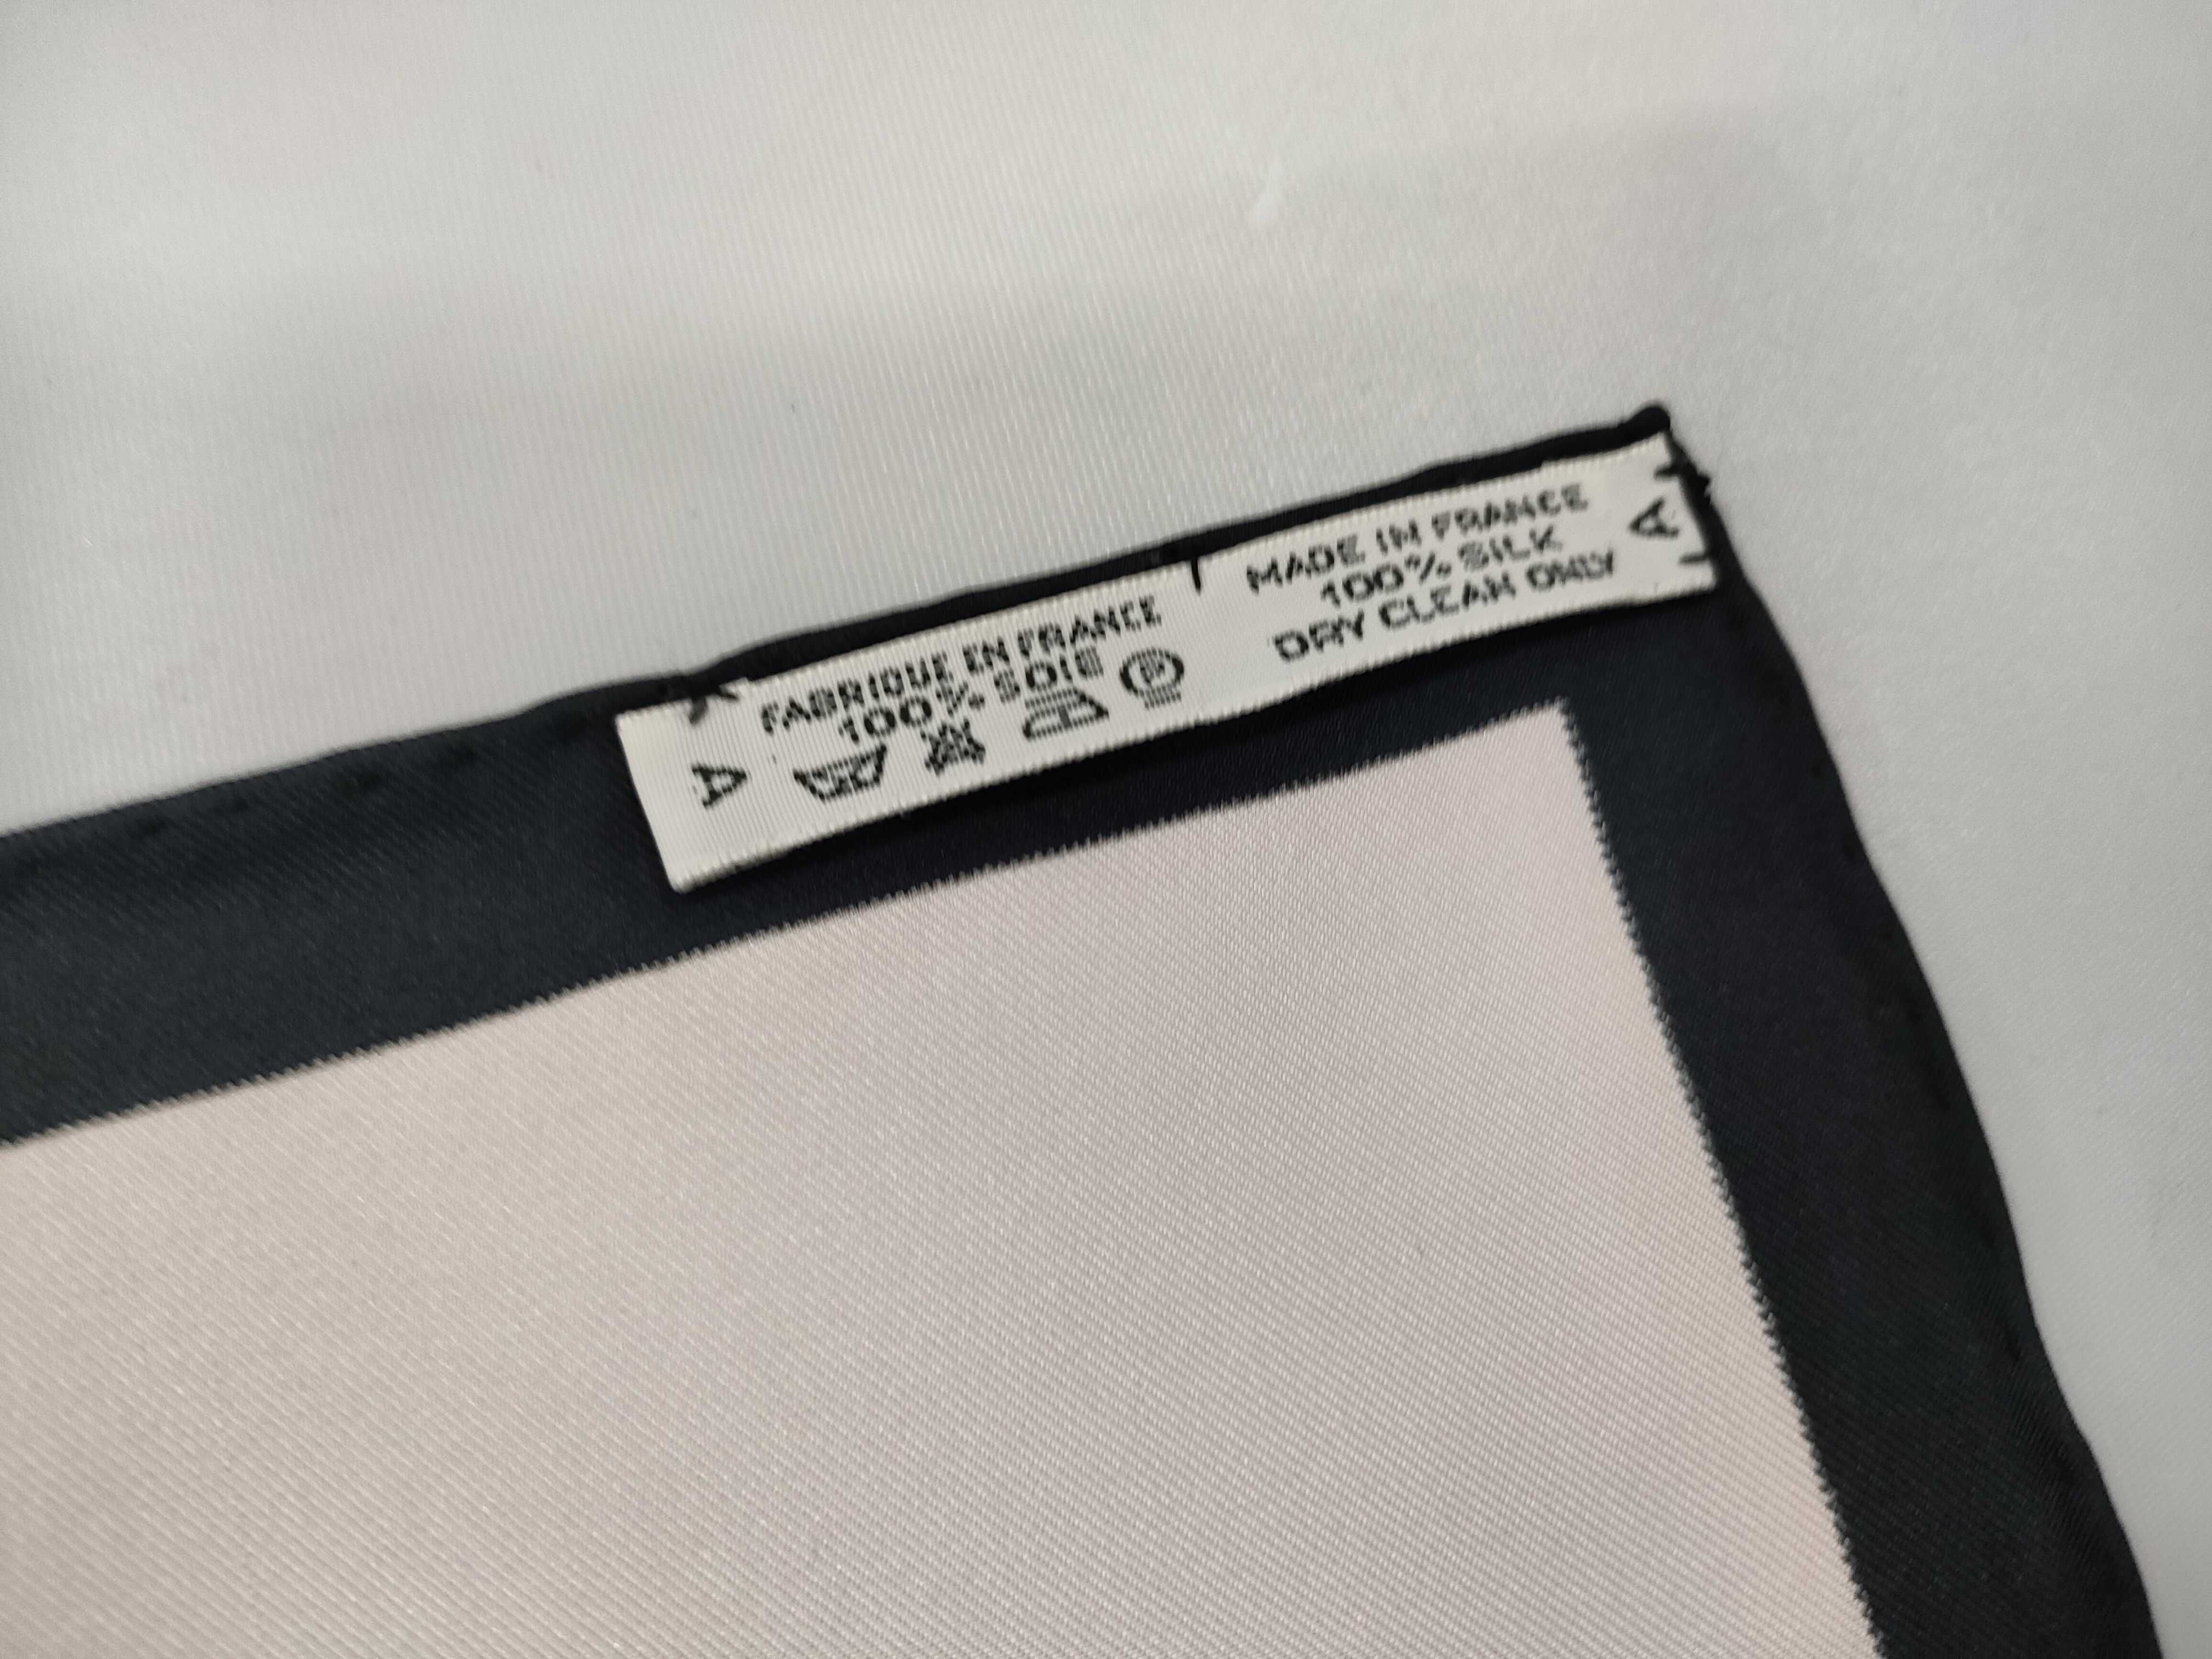 A
FABRIQUE EN FRANCE
100% SOIE
P
MADE IN FRANCE
100% SILK
DRY CLEAN ONLY
A